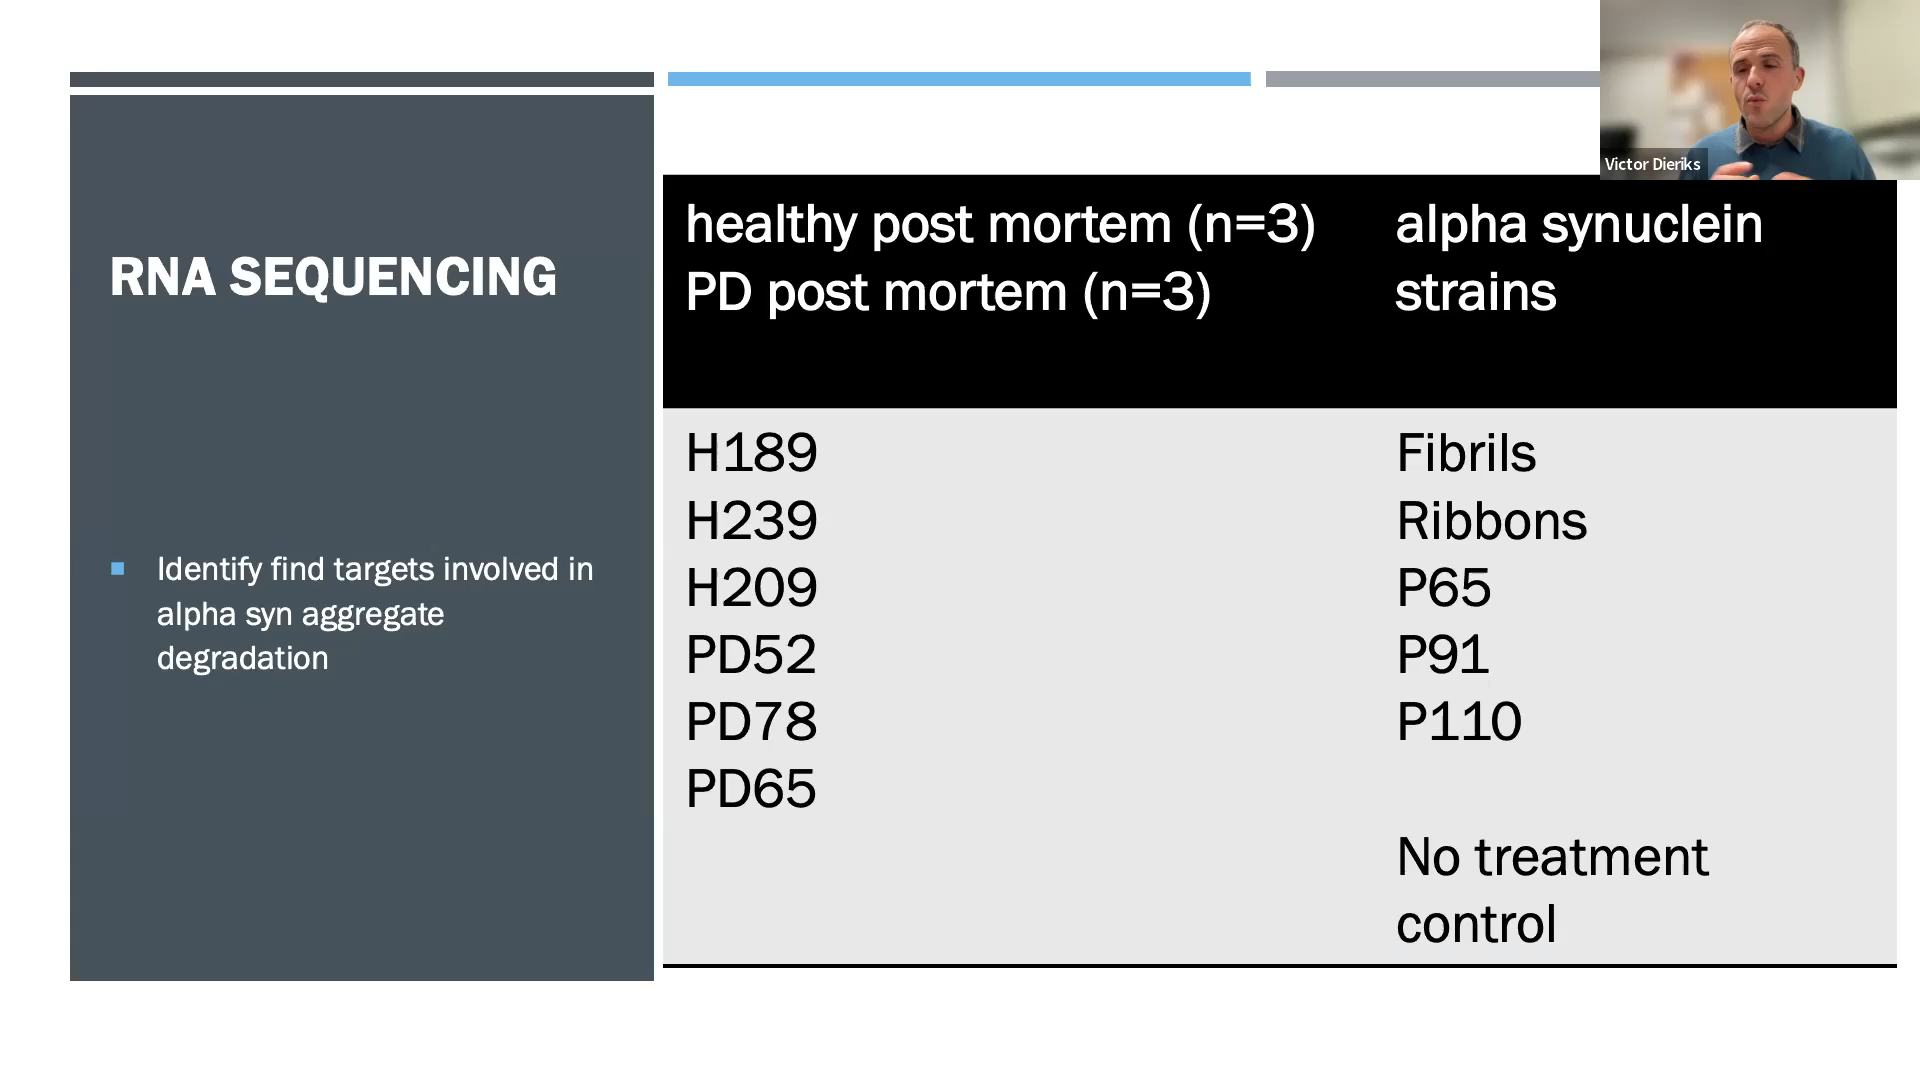 Victor Dieriks
RNA SEQUENCING
Identify find targets involved in
alpha syn aggregate
degradation
healthy post mortem (n=3)
PD post mortem (n=3)
alpha synuclein
strains
H189
H239
H209
PD52
PD78
PD65
Fibrils
Ribbons
P65
P91
P110
No treatment
control